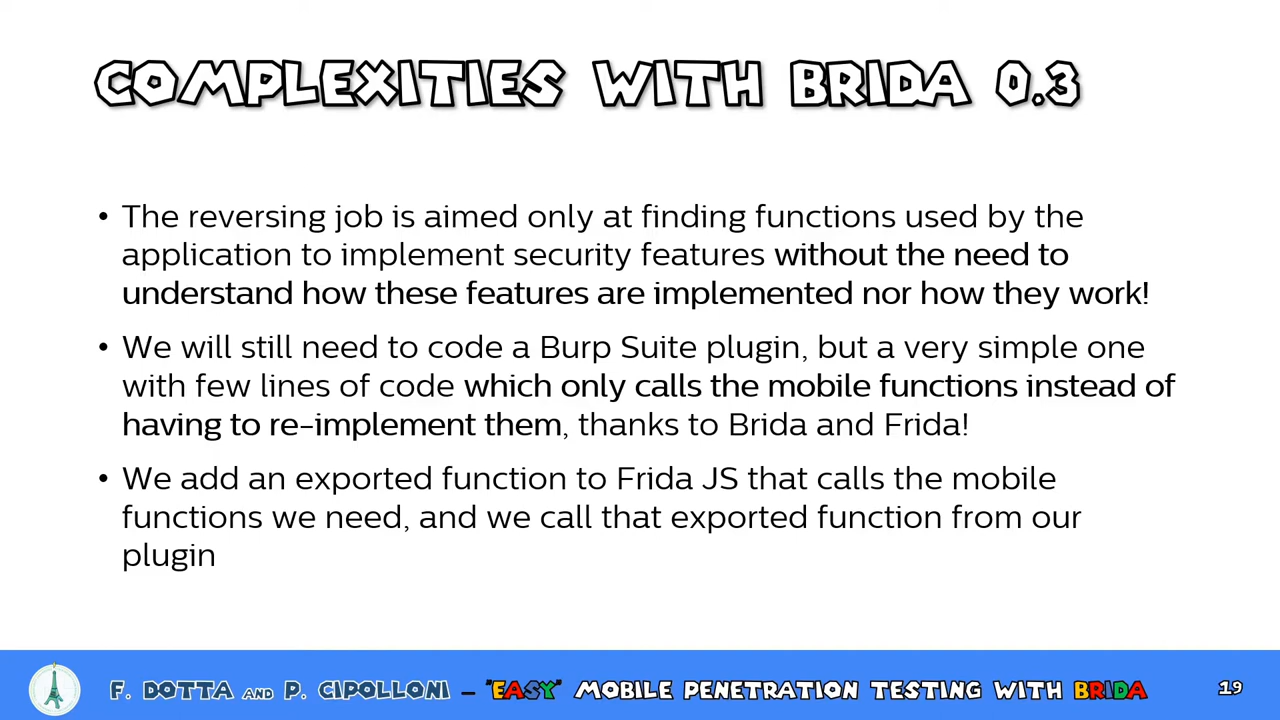 COMPLEXITIES WITH BRIDA 0.3
• The reversing job is aimed only at finding functions used by the
application to implement security features without the need to
understand how these features are implemented nor how they work!
• We will still need to code a Burp Suite plugin, but a very simple one
with few lines of code which only calls the mobile functions instead of
having to re-implement them, thanks to Brida and Frida!
• We add an exported function to Frida JS that calls the mobile
functions we need, and we call that exported function from our
plugin
F. DOTTA AND P. CIPOLLONI – "EASY" MOBILE PENETRATION TESTING WITH BRIDA
19